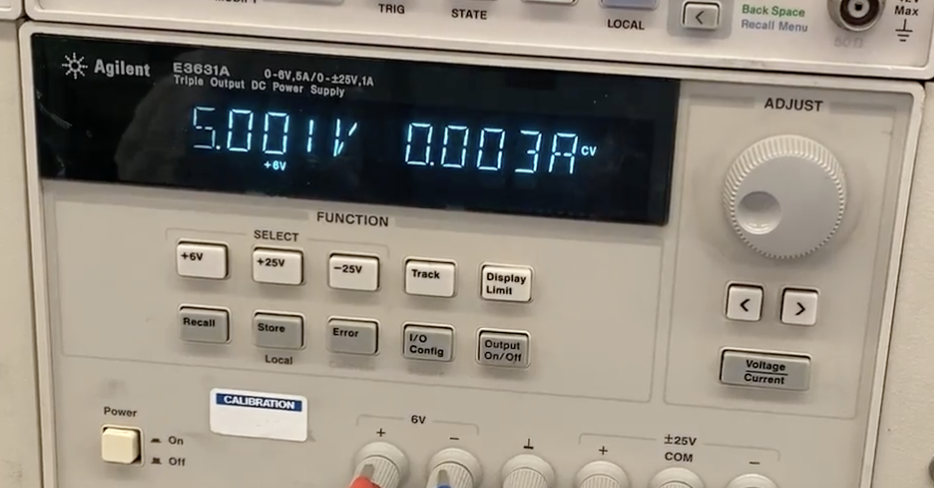 TRIG
STATE
LOCAL
<
Back Space
Recall Menu
Max
50 Ω
Agilent
E3631A
0-6V,5A/0-±25V,1A
Triple Output DC Power Supply
5.001V
0.003A
CV
+6V
ADJUST
FUNCTION
SELECT
+6V
+25V
-25V
Track
Display
Limit
Recall
Store
Error
I/O
Config
Output
On/Off
Local
< >
Voltage
Current
CALIBRATION
Power
On
Off
6V
+ -
±25V
+ COM -